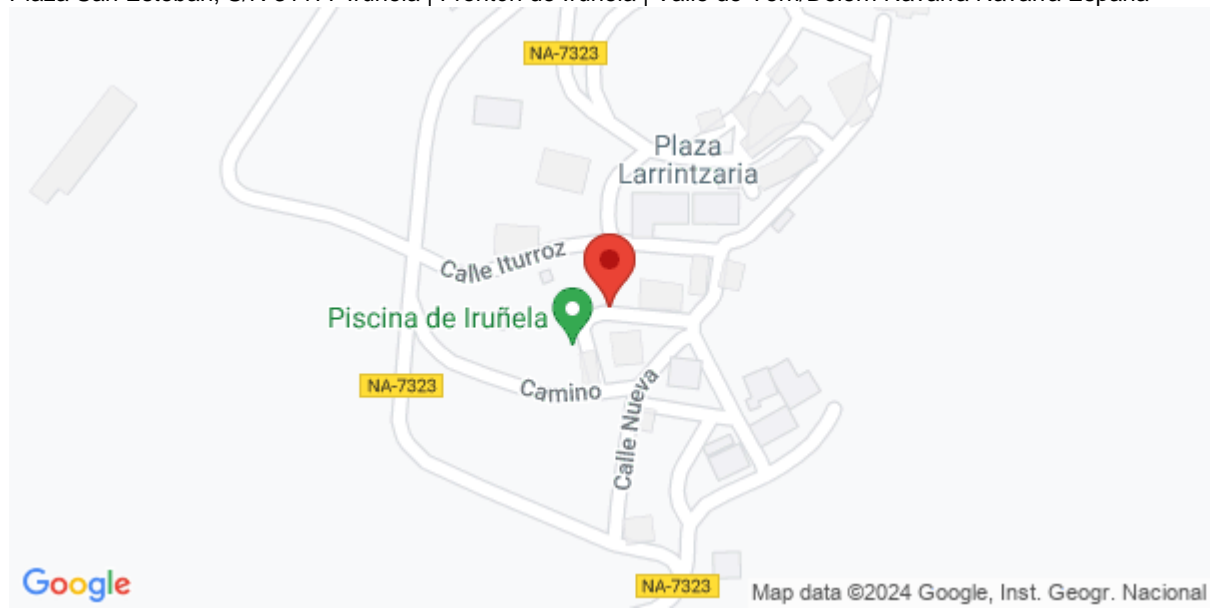 NA-7323
Plaza
Larrintzaria
Calle Iturroz
Piscina de Iruñela
NA-7323
Camino
Calle Nueva
NA-7323
Google
Map data ©2024 Google, Inst. Geogr. Nacional